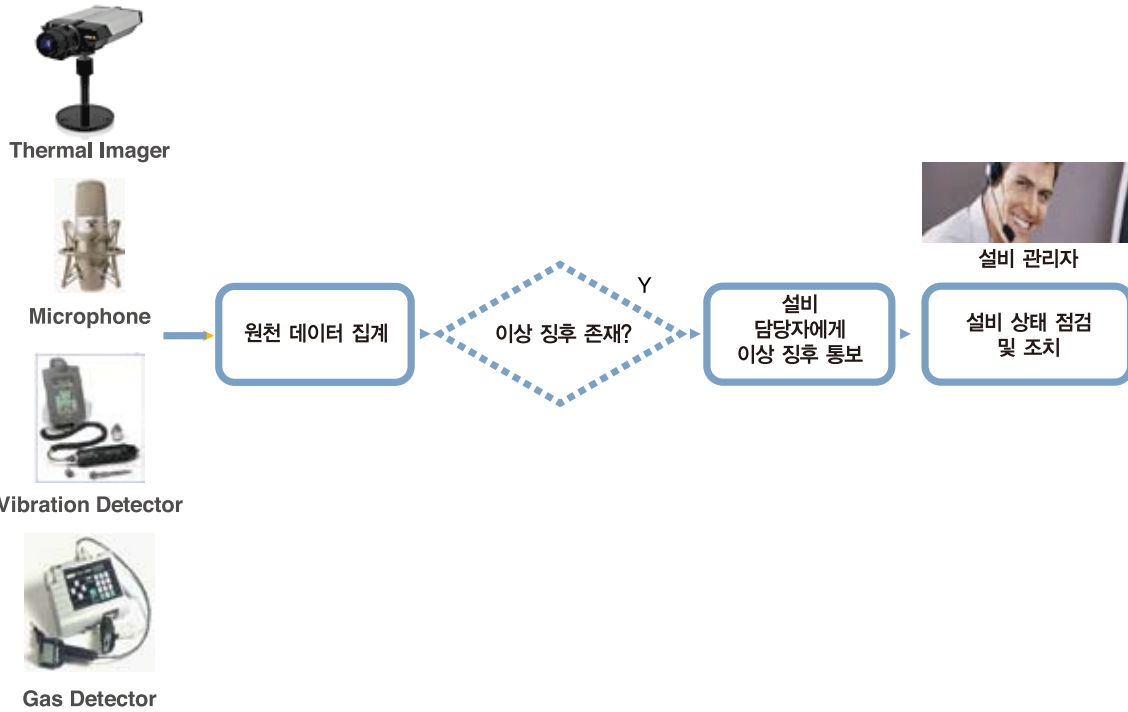 Thermal Imager
Microphone
Vibration Detector
Gas Detector
원천 데이터 집계
이상 징후 존재?
Y
설비
담당자에게
이상 징후 통보
설비 관리자
설비 상태 점검
및 조치